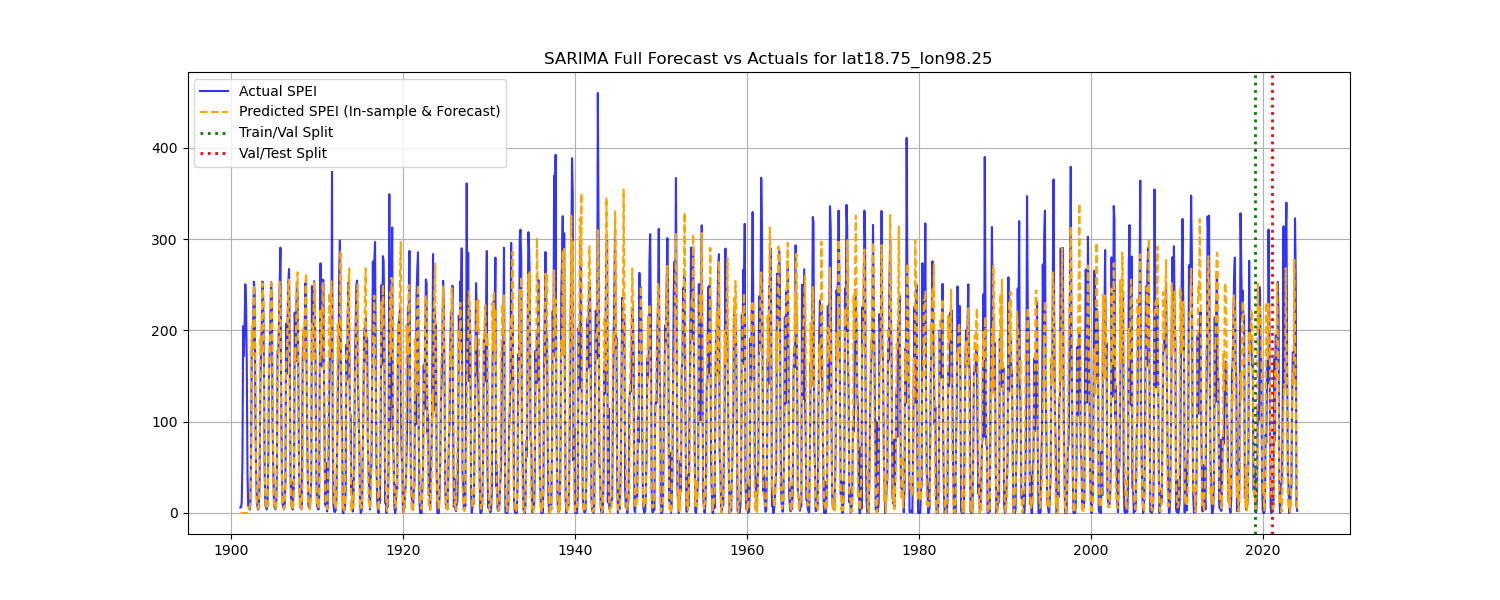 SARIMA Full Forecast vs Actuals for lat18.75_lon98.25
Actual SPEI
Predicted SPEI (In-sample & Forecast)
Train/Val Split
Val/Test Split
400
300
200
100
0
1900 1920 1940 1960 1980 2000 2020